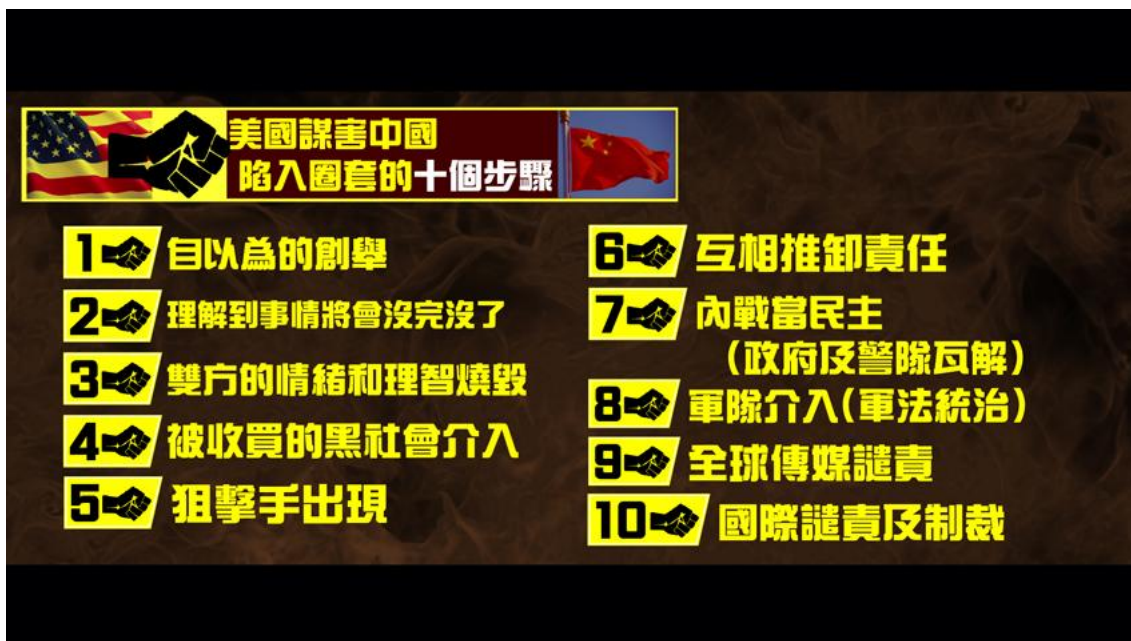 美國謀害中國
陷入圈套的十個步驟
1 自以為的創舉
2 理解到事情將會沒完沒了
3 雙方的情緒和理智燒毀
4 被收買的黑社會介入
5 狙擊手出現
6 互相推卸責任
7 內戰當民主
(政府及警隊瓦解)
8 軍隊介入(軍法統治)
9 全球傳媒譴責
10 國際譴責及制裁